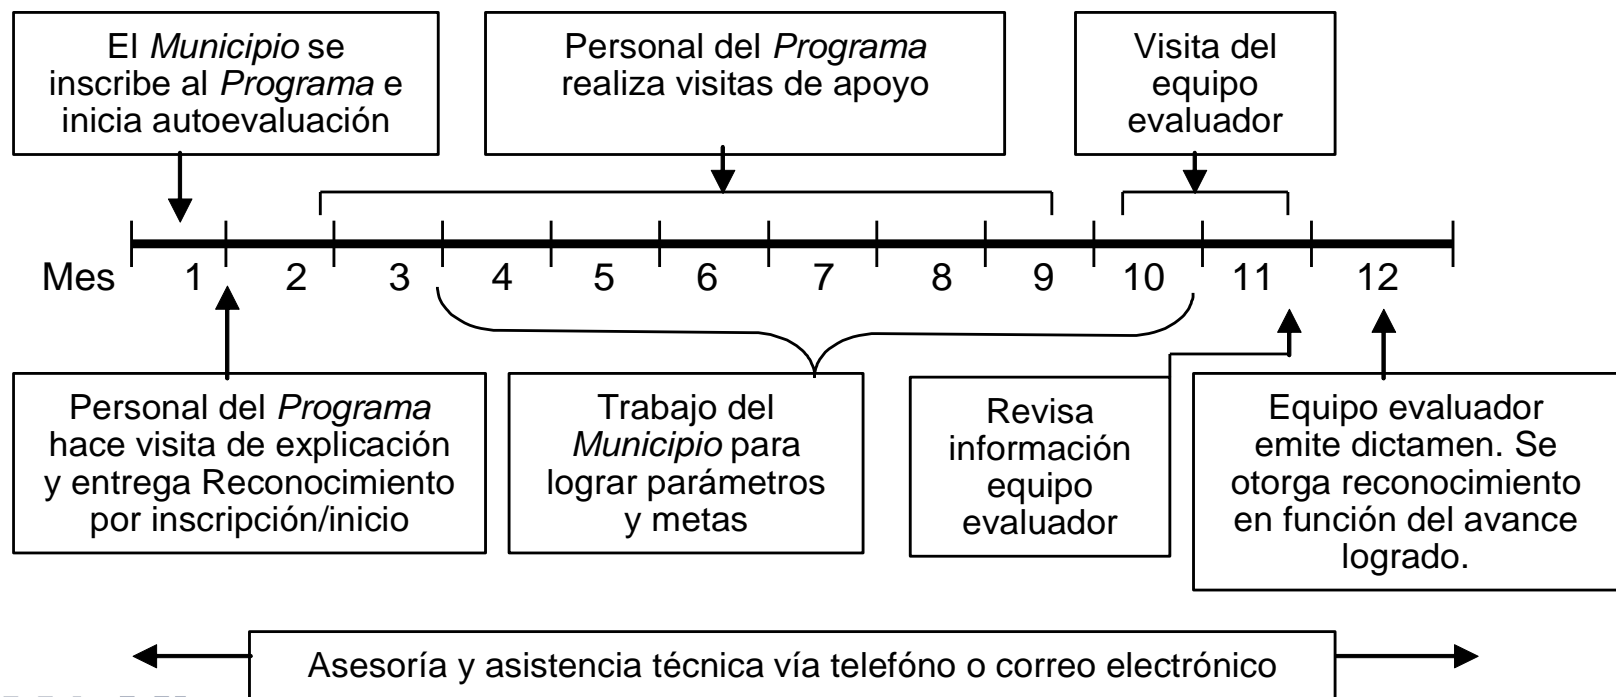 El Municipio se
inscribe al Programa e
inicia autoevaluación
Personal del Programa
realiza visitas de apoyo
Visita del
equipo
evaluador
Mes 1 2 3 4 5 6 7 8 9 10 11 12
Personal del Programa
hace visita de explicación
y entrega Reconocimiento
por inscripción/inicio
Trabajo del
Municipio para
lograr parámetros
y metas
Revisa
información
equipo
evaluador
Equipo evaluador
emite dictamen. Se
otorga reconocimiento
en función del avance
logrado.
Asesoría y asistencia técnica vía telefóno o correo electrónico